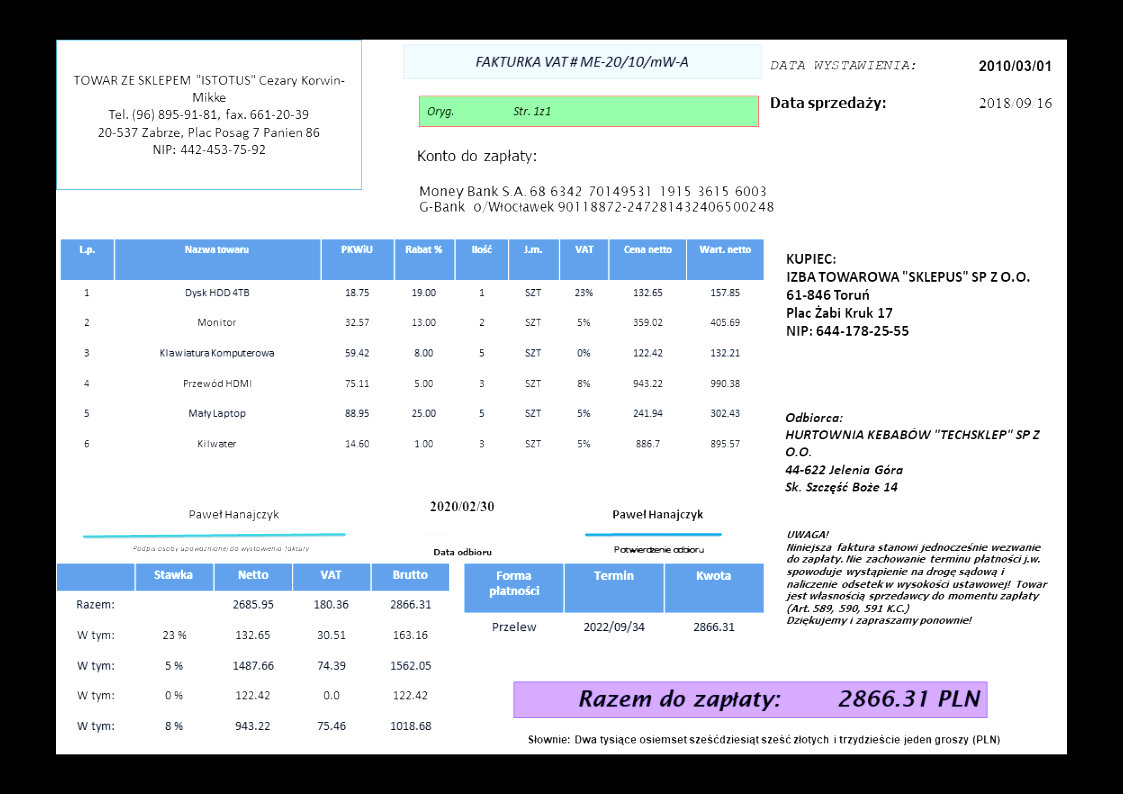 TOWAR ZE SKLEPEM "ISTOTUS" Cezary Korwin-
Mikke
Tel. (96) 895-91-81, fax. 661-20-39
20-537 Zabrze, Plac Posag 7 Panien 86
NIP: 442-453-75-92
FAKTURKA VAT # ME-20/10/mW-A
Oryg. Str. 1z1
DATA WYSTAWIENIA: 2010/03/01
Data sprzedaży: 2018/09/16
Konto do zapłaty:
Money Bank S.A. 68 6342 70149531 1915 3615 6003
G-Bank o/Włocławek 90118872-247281432406500248
L.p. Nazwa towaru PKWiU Rabat % Ilość J.m. VAT Cena netto Wart. netto
1 Dysk HDD 4TB 18.75 19.00 1 SZT 23% 132.65 157.85
2 Monitor 32.57 13.00 2 SZT 5% 359.02 405.69
3 Klawiatura Komputerowa 59.42 8.00 5 SZT 0% 122.42 132.21
4 Przewód HDMI 75.11 5.00 3 SZT 8% 943.22 990.38
5 Mały Laptop 88.95 25.00 5 SZT 5% 241.94 302.43
6 Kilwater 14.60 1.00 3 SZT 5% 886.7 895.57
KUPIEC:
IZBA TOWAROWA "SKLEPUS" SP Z O.O.
61-846 Toruń
Plac Żabi Kruk 17
NIP: 644-178-25-55
Odbiorca:
HURTOWNIA KEBABÓW "TECHSKLEP" SP Z
O.O.
44-622 Jelenia Góra
Sk. Szczęść Boże 14
Paweł Hanajczyk
Podpis osoby upoważnionej do wystawienia faktury
2020/02/30
Data odbioru
Paweł Hanajczyk
Potwierdzenie odbioru
UWAGA!
Niniejsza faktura stanowi jednocześnie wezwanie
do zapłaty. Nie zachowanie terminu płatności j.w.
spowoduje wystąpienie na drogę sądową i
naliczenie odsetek w wysokości ustawowej! Towar
jest własnością sprzedawcy do momentu zapłaty
(Art. 589, 590, 591 K.C.)
Dziękujemy i zapraszamy ponownie!
Stawka Netto VAT Brutto
Razem: 2685.95 180.36 2866.31
W tym: 23 % 132.65 30.51 163.16
W tym: 5 % 1487.66 74.39 1562.05
W tym: 0 % 122.42 0.0 122.42
W tym: 8 % 943.22 75.46 1018.68
Forma Termin Kwota
płatności
Przelew 2022/09/34 2866.31
Razem do zapłaty: 2866.31 PLN
Słownie: Dwa tysiące osiemset sześćdziesiąt sześć złotych i trzydzieście jeden groszy (PLN)